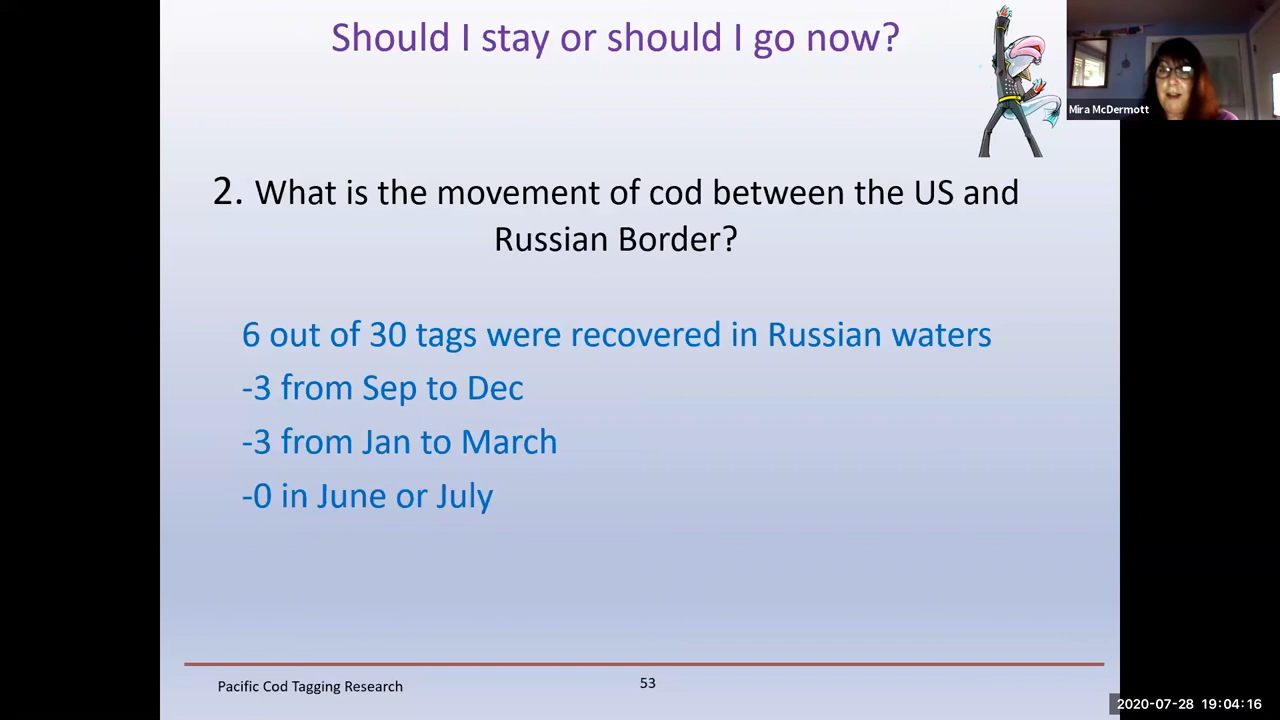 Should I stay or should I go now?
Mira McDermott
2. What is the movement of cod between the US and
Russian Border?
6 out of 30 tags were recovered in Russian waters
-3 from Sep to Dec
-3 from Jan to March
-0 in June or July
Pacific Cod Tagging Research
53
2020-07-28 19:04:16